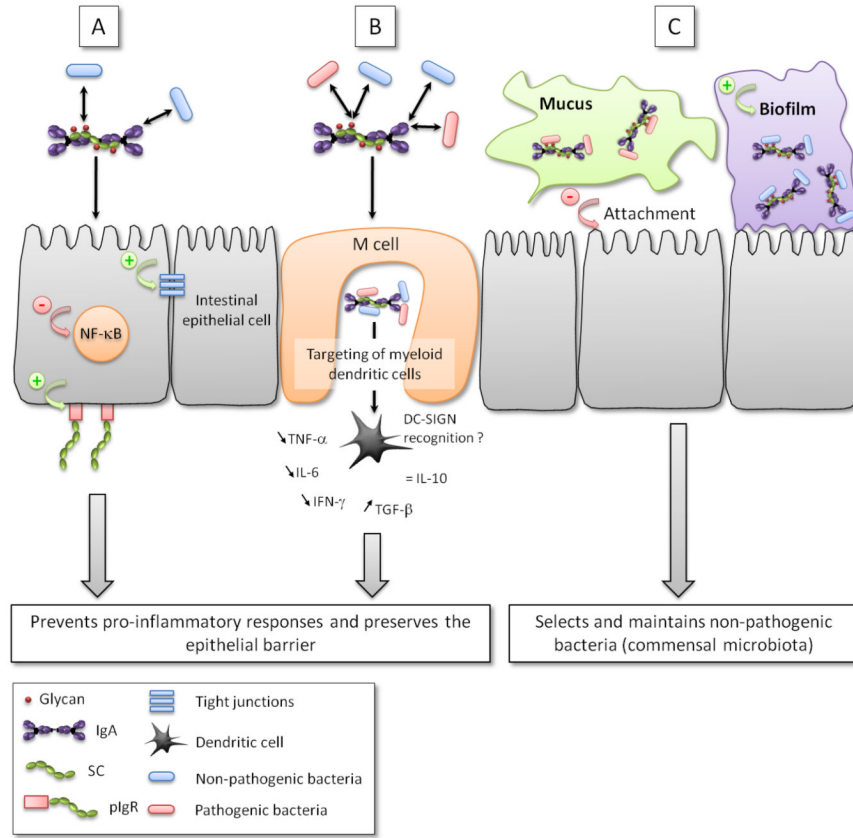 A
B
C
Mucus
Biofilm
+
-
Attachment
M cell
+
Intestinal
epithelial cell
-
NF-κB
+
Targeting of myeloid
dendritic cells
DC-SIGN
recognition ?
↘ TNF-α
↘ IL-6
= IL-10
↘ IFN-γ
↗ TGF-β
Prevents pro-inflammatory responses and preserves the
epithelial barrier
Selects and maintains non-pathogenic
bacteria (commensal microbiota)
Glycan
IgA
SC
pIgR
Tight junctions
Dendritic cell
Non-pathogenic bacteria
Pathogenic bacteria